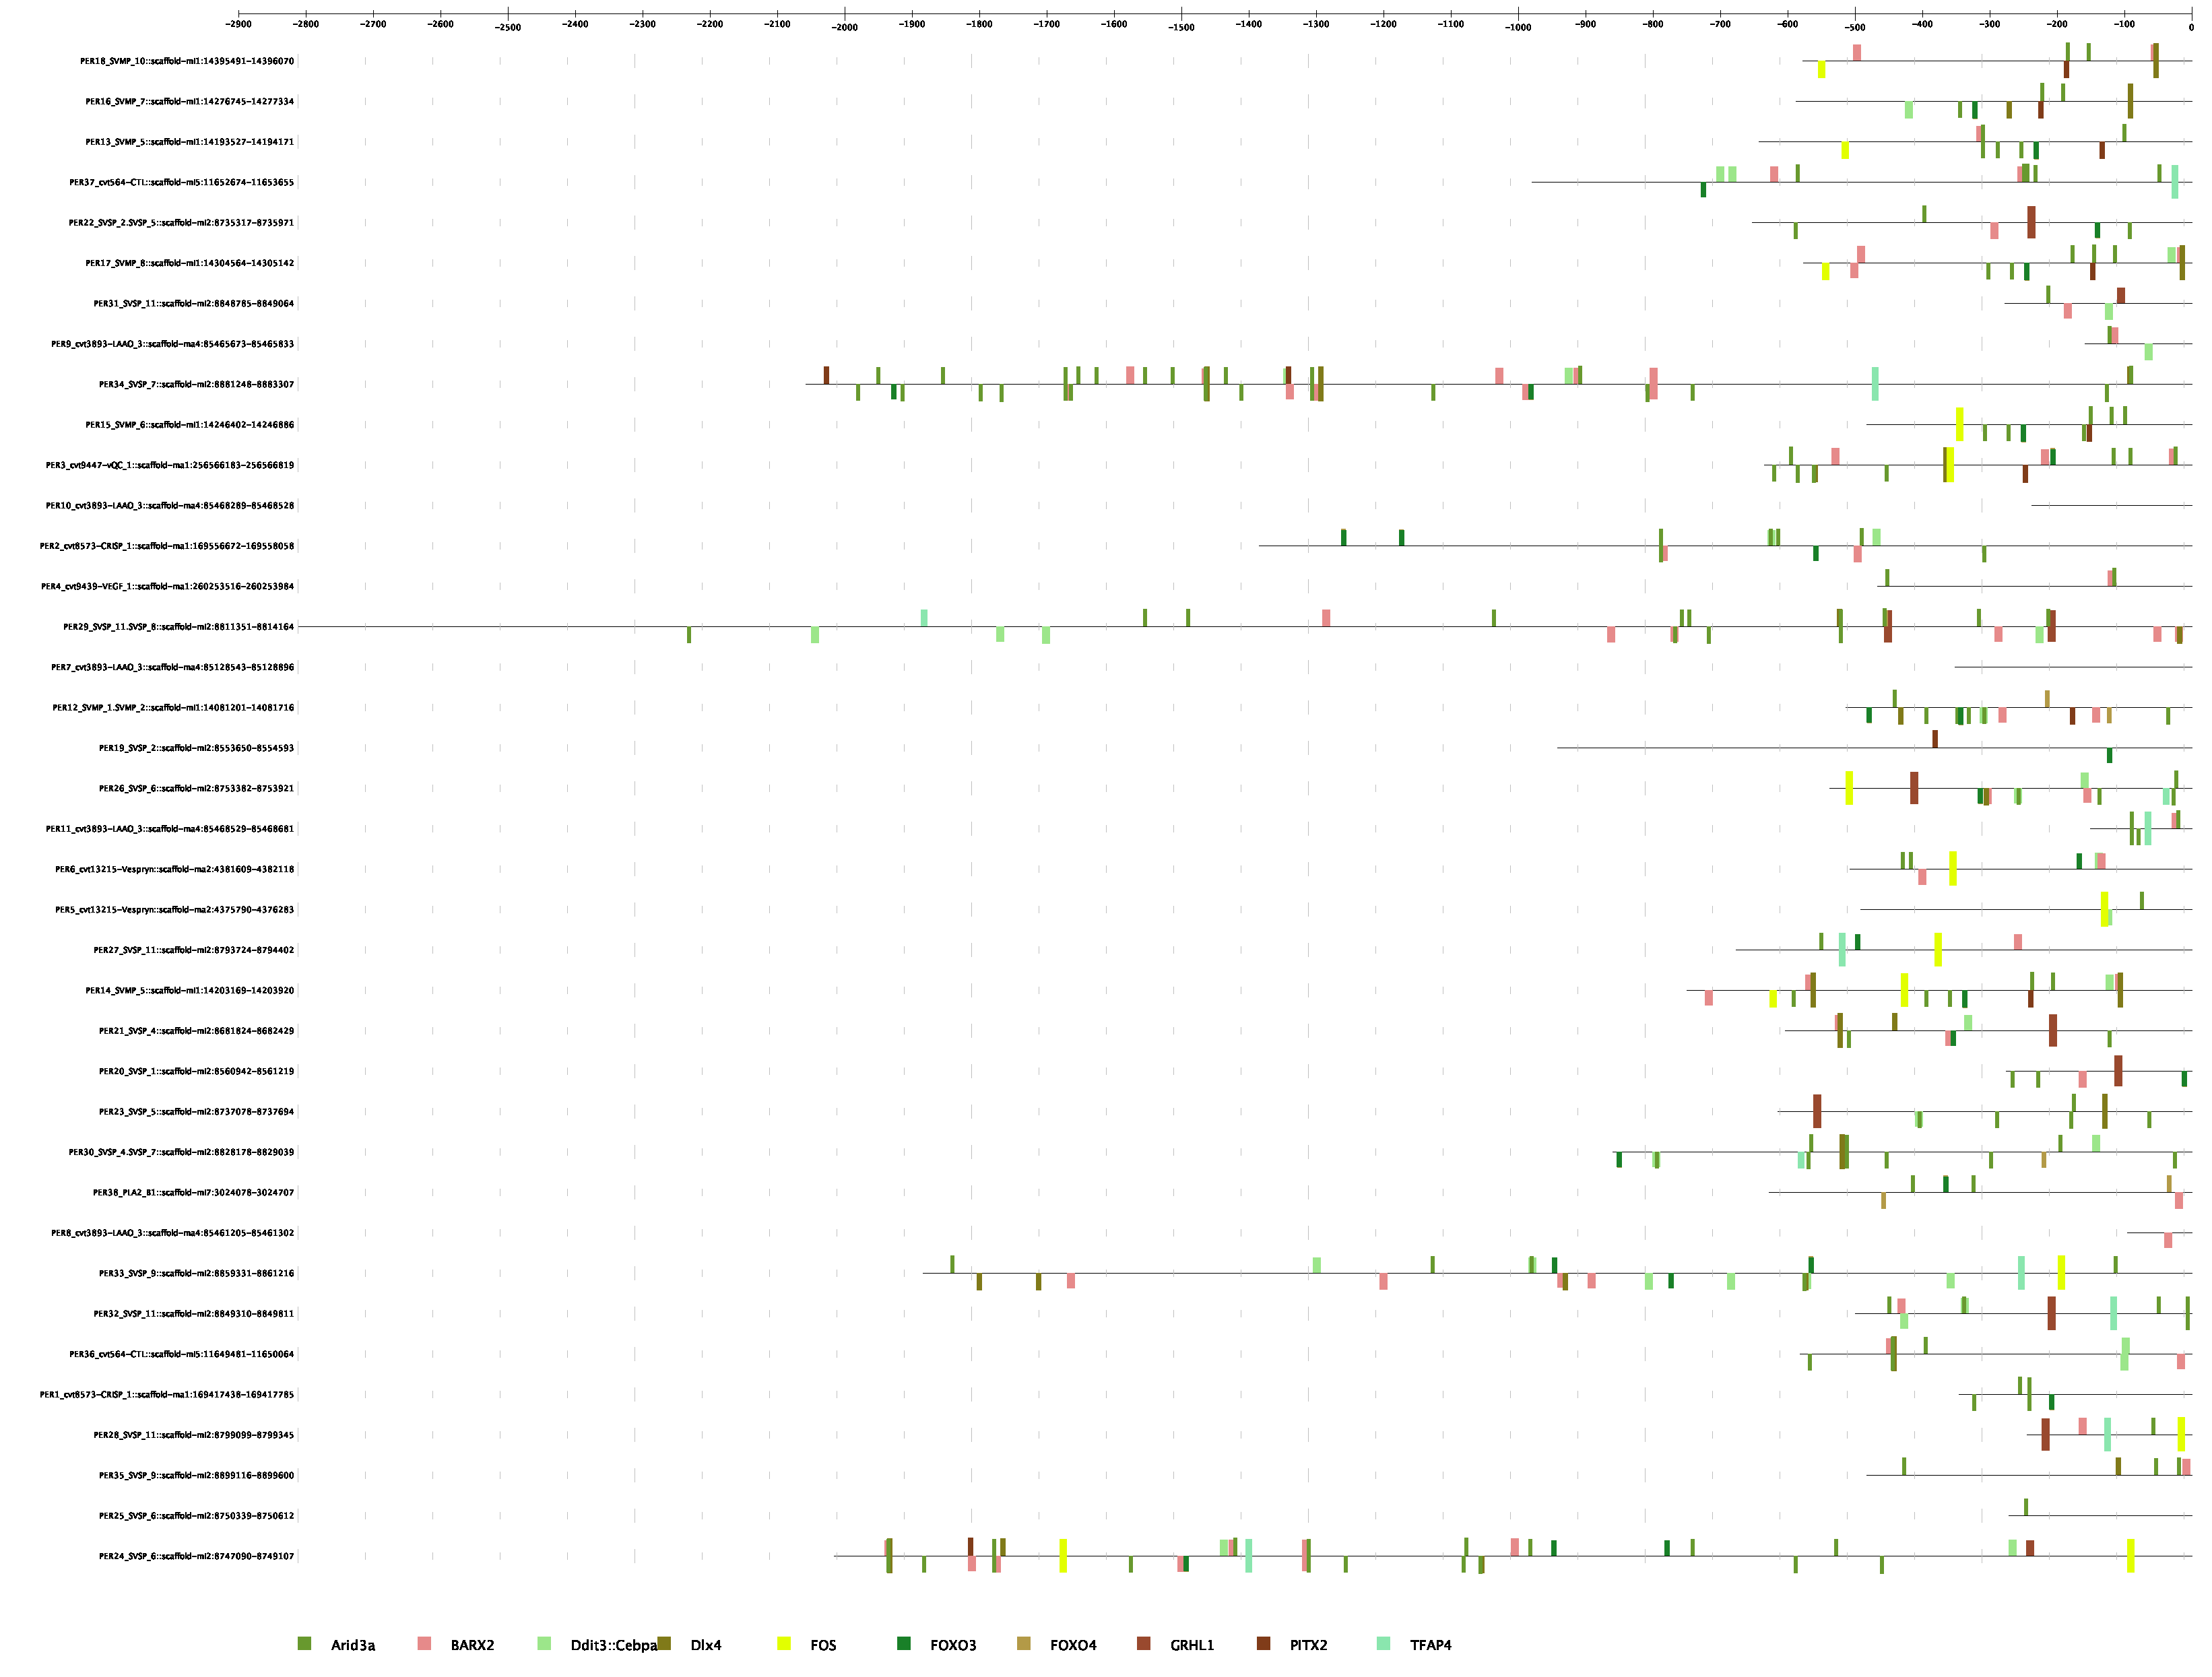 -2900 -2800 -2700 -2600 -2500 -2400 -2300 -2200 -2100 -2000 -1900 -1800 -1700 -1600 -1500 -1400 -1300 -1200 -1100 -1000 -900 -800 -700 -600 -500 -400 -300 -200 -100 0
PER18_SVMP_10::scaffold-mi1:14395491-14396070
PER16_SVMP_7::scaffold-mi1:14276745-14277334
PER13_SVMP_5::scaffold-mi1:14193527-14194171
PER37_cvt564-CTL::scaffold-mi5:11652674-11653655
PER22_SVSP_2.SVSP_5::scaffold-mi2:8735317-8735971
PER17_SVMP_8::scaffold-mi1:14304564-14305142
PER31_SVSP_11::scaffold-mi2:8848785-8849064
PER9_cvt3893-LAAO_3::scaffold-ma4:85465673-85465833
PER34_SVSP_7::scaffold-mi2:8881248-8883307
PER15_SVMP_6::scaffold-mi1:14246402-14246886
PER3_cvt9447-vQC_1::scaffold-ma1:256566183-256566819
PER10_cvt3893-LAAO_3::scaffold-ma4:85468289-85468528
PER2_cvt8573-CRISP_1::scaffold-ma1:169556672-169558058
PER4_cvt9439-VEGF_1::scaffold-ma1:260253516-260253984
PER29_SVSP_11.SVSP_8::scaffold-mi2:8811351-8814164
PER7_cvt3893-LAAO_3::scaffold-ma4:85128543-85128896
PER12_SVMP_1.SVMP_2::scaffold-mi1:14081201-14081716
PER19_SVSP_2::scaffold-mi2:8553650-8554593
PER26_SVSP_6::scaffold-mi2:8753382-8753921
PER11_cvt3893-LAAO_3::scaffold-ma4:85468529-85468681
PER6_cvt13215-Vespryn::scaffold-ma2:4381609-4382118
PER5_cvt13215-Vespryn::scaffold-ma2:4375790-4376283
PER27_SVSP_11::scaffold-mi2:8793724-8794402
PER14_SVMP_5::scaffold-mi1:14203169-14203920
PER21_SVSP_4::scaffold-mi2:8681824-8682429
PER20_SVSP_1::scaffold-mi2:8560942-8561219
PER23_SVSP_5::scaffold-mi2:8737078-8737694
PER30_SVSP_4.SVSP_7::scaffold-mi2:8828178-8829039
PER38_PLA2_B1::scaffold-mi7:3024078-3024707
PER8_cvt3893-LAAO_3::scaffold-ma4:85461205-85461302
PER33_SVSP_9::scaffold-mi2:8859331-8861216
PER32_SVSP_11::scaffold-mi2:8849310-8849811
PER36_cvt564-CTL::scaffold-mi5:11649481-11650064
PER1_cvt8573-CRISP_1::scaffold-ma1:169417438-169417785
PER28_SVSP_11::scaffold-mi2:8799099-8799345
PER35_SVSP_9::scaffold-mi2:8899116-8899600
PER25_SVSP_6::scaffold-mi2:8750339-8750612
PER24_SVSP_6::scaffold-mi2:8747090-8749107
Arid3a BARX2 Ddit3::Cebpa Dlx4 FOS FOXO3 FOXO4 GRHL1 PITX2 TFAP4